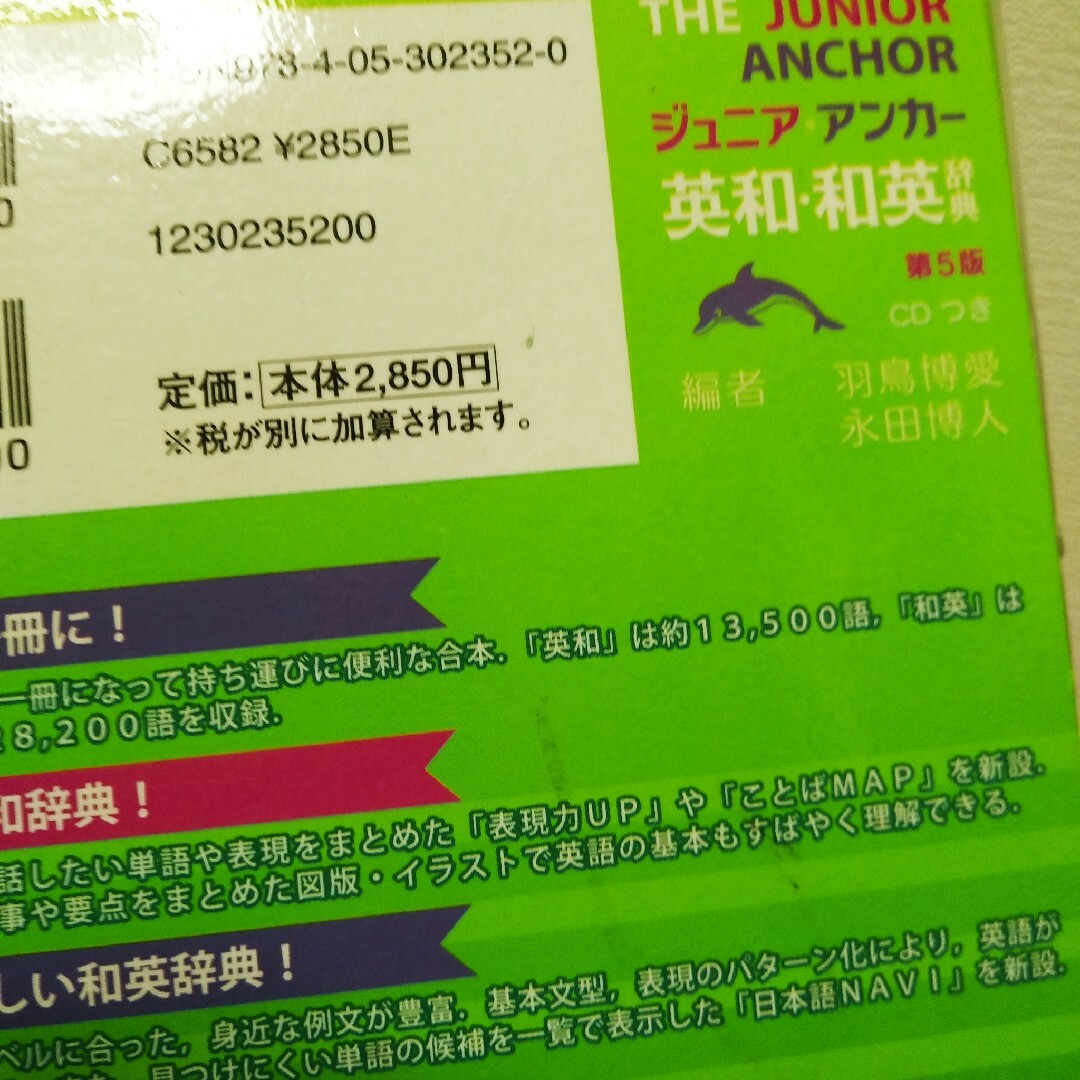 THE JUNIOR
ANCHOR
ジュニア・アンカー
英和・和英辞典
第5版
CDつき
編者 羽鳥博愛
永田博人
978-4-05-302352-0
C6582 ¥2850E
1230235200
定価：本体2,850円
※税が別に加算されます。
0
00
冊に！
一冊になって持ち運びに便利な合本.「英和」は約13,500語,「和英」は
28,200語を収録.
和辞典！
話したい単語や表現をまとめた「表現力UP」や「ことばMAP」を新設.
事や要点をまとめた図版・イラストで英語の基本もすばやく理解できる.
しい和英辞典！
ベルに合った, 身近な例文が豊富. 基本文型, 表現のパターン化により, 英語が
見つけにくい単語の候補を一覧で表示した「日本語NAVI」を新設.